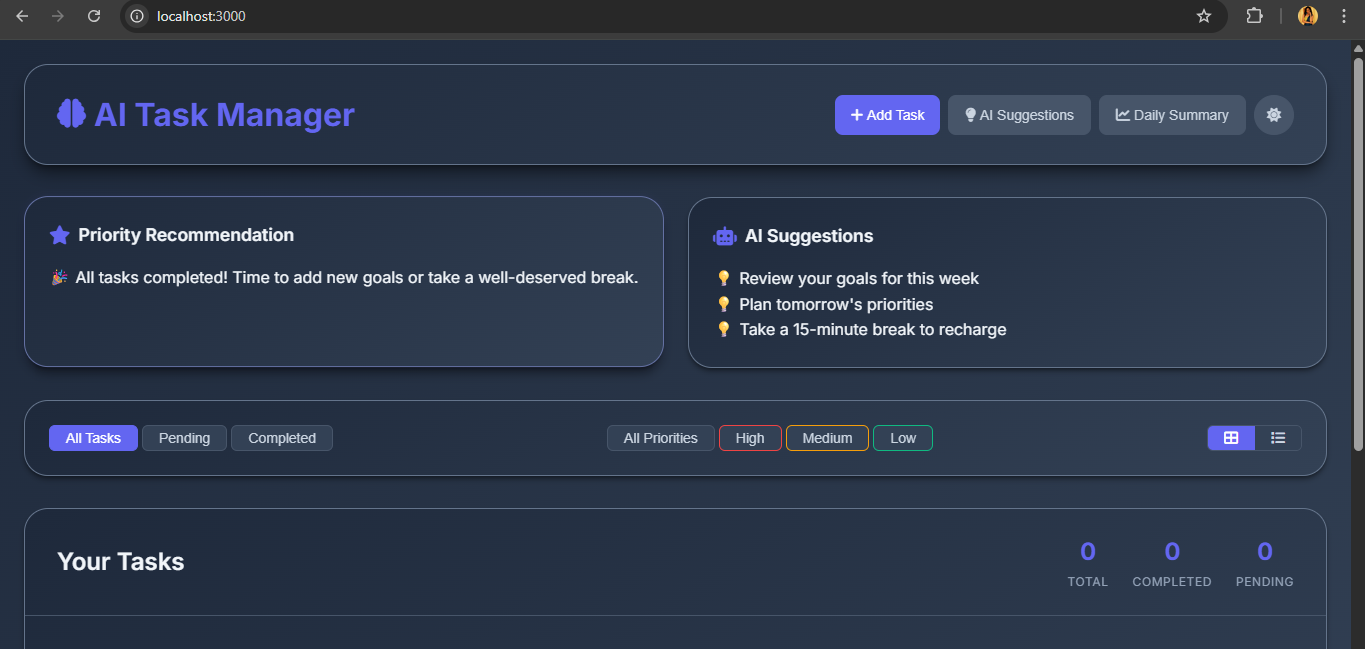 localhost:3000
AI Task Manager
+ Add Task
AI Suggestions
Daily Summary
Priority Recommendation
🎉 All tasks completed! Time to add new goals or take a well-deserved break.
AI Suggestions
💡 Review your goals for this week
💡 Plan tomorrow's priorities
💡 Take a 15-minute break to recharge
All Tasks Pending Completed
All Priorities High Medium Low
Your Tasks
0 0 0
TOTAL COMPLETED PENDING